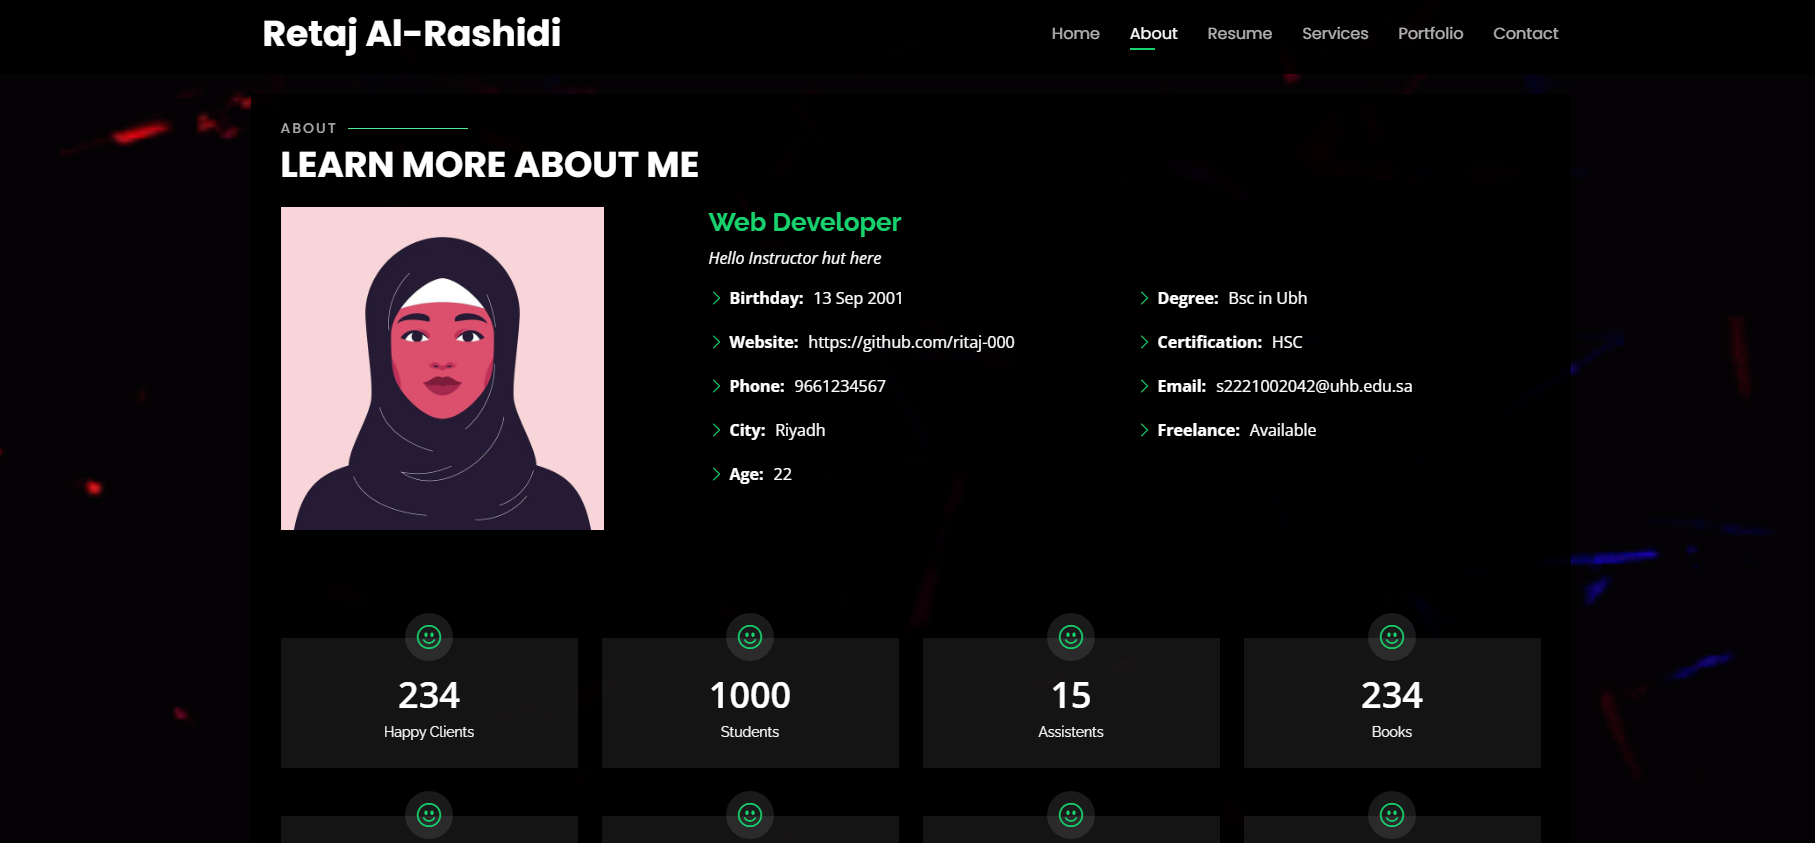 Retaj Al-Rashidi
Home About Resume Services Portfolio Contact
ABOUT
LEARN MORE ABOUT ME
Web Developer
Hello Instructor hut here
Birthday: 13 Sep 2001
Website: https://github.com/ritaj-000
Phone: 9661234567
City: Riyadh
Age: 22
Degree: Bsc in Ubh
Certification: HSC
Email: s2221002042@uhb.edu.sa
Freelance: Available
234
Happy Clients
1000
Students
15
Assistents
234
Books